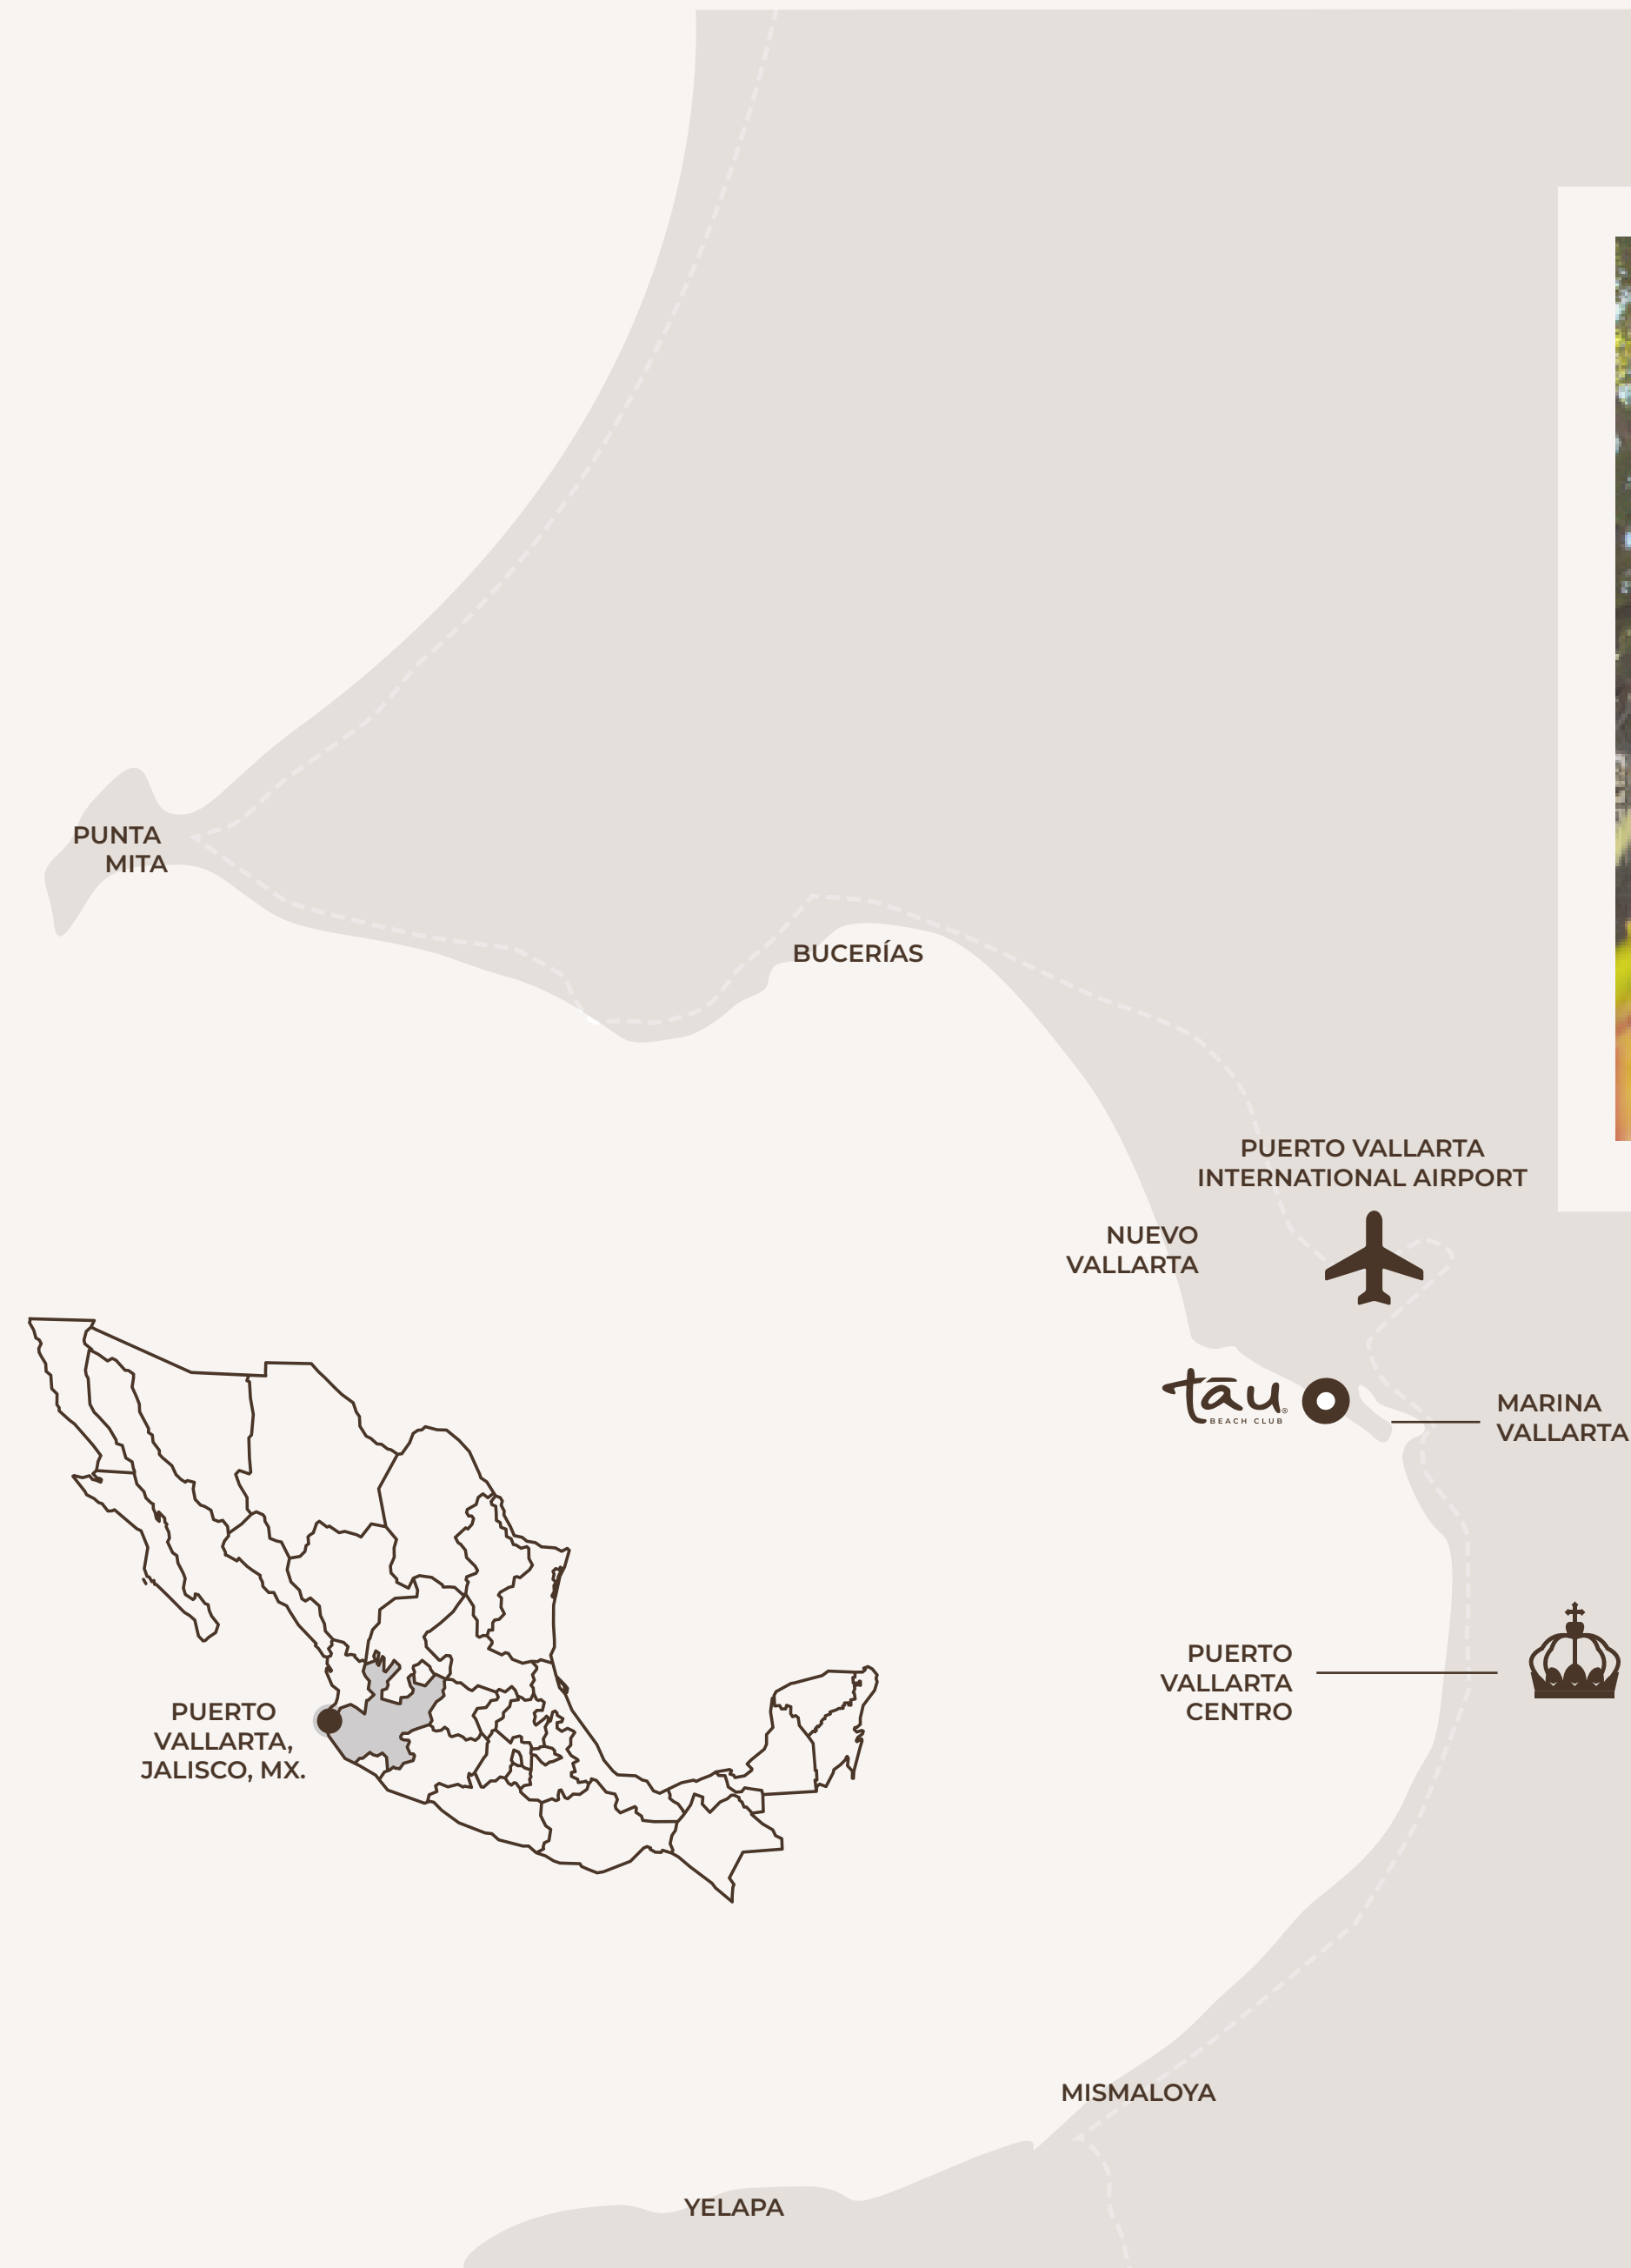 PUNTA
MITA
BUCERÍAS
PUERTO VALLARTA
INTERNATIONAL AIRPORT
NUEVO
VALLARTA
tau®
BEACH CLUB
MARINA
VALLARTA
PUERTO
VALLARTA
CENTRO
PUERTO
VALLARTA,
JALISCO, MX.
MISMALOYA
YELAPA